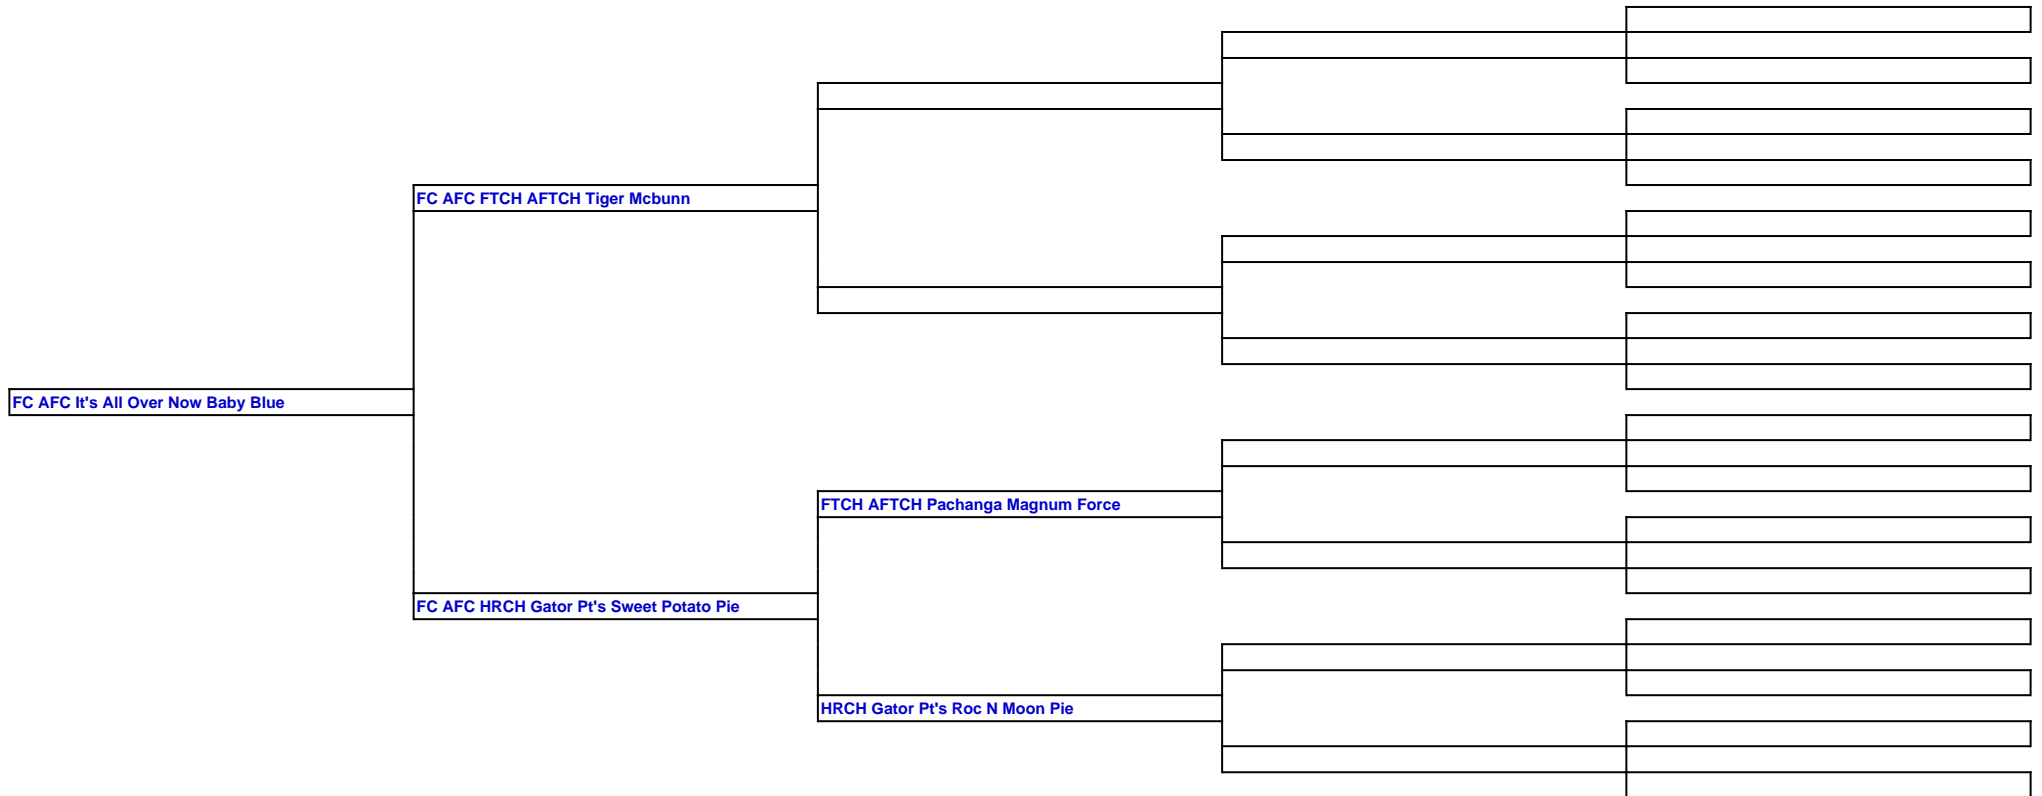 FC AFC FTCH AFTCH Tiger Mcbunn
FC AFC It's All Over Now Baby Blue
FTCH AFTCH Pachanga Magnum Force
FC AFC HRCH Gator Pt's Sweet Potato Pie
HRCH Gator Pt's Roc N Moon Pie